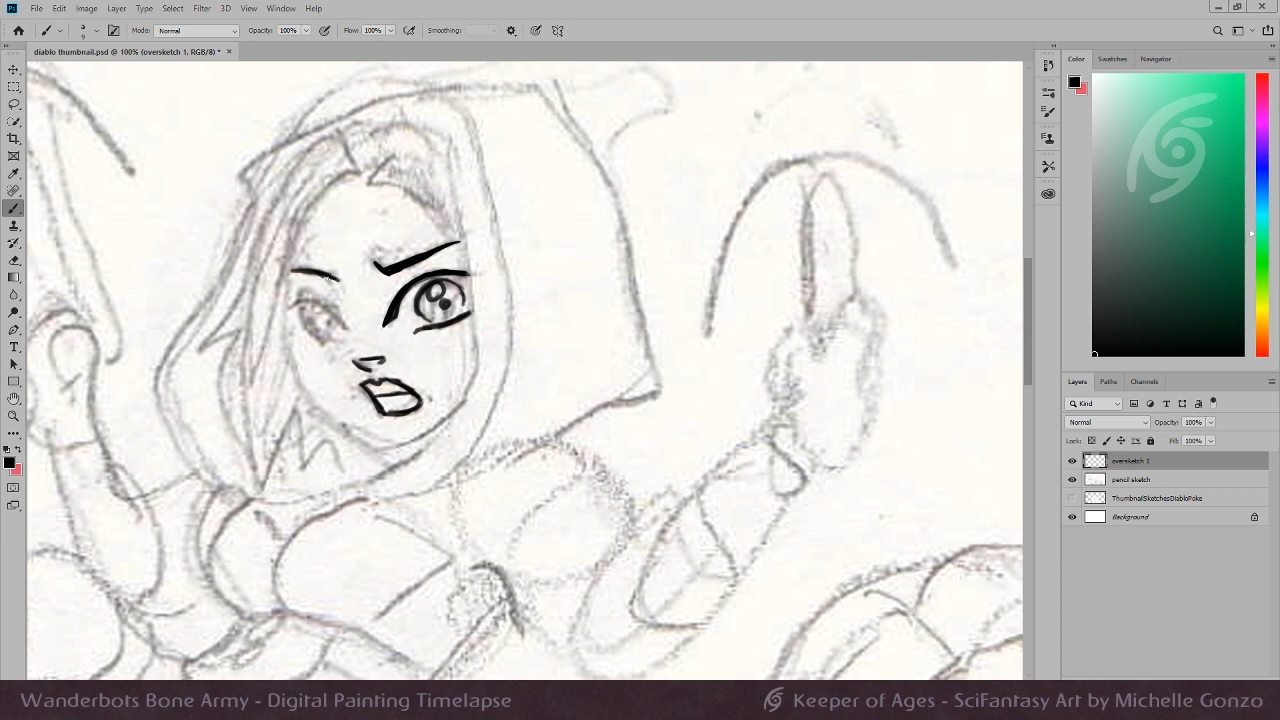 Ps File Edit Image Layer Type Select Filter 3D View Window Help
9 Mode: Normal Opacity: 100% Flow: 100% Smoothing:
diablo thumbnail.psd @ 100% (oversketch 1, RGB/8) * ×
Color Swatches Navigator
Layers Paths Channels
Kind
Normal Opacity: 100%
Lock: Fill: 100%
oversketch 1
pencil sketch
ThumbnailSketchesDiabloPoke
Background
Wanderbots Bone Army - Digital Painting Timelapse
Keeper of Ages - SciFantasy Art by Michelle Gonzo